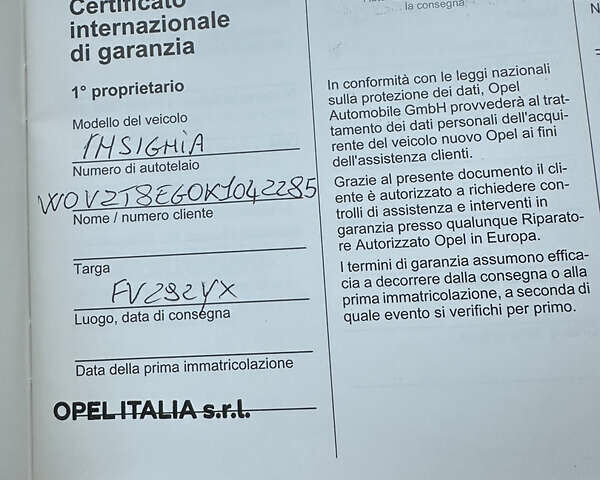 Certificato
internazionale
di garanzia
1° proprietario
Modello del veicolo
INSIGNIA
Numero di autotelaio
W0VZT8EG0K1042285
Nome / numero cliente
Targa
FV292YX
Luogo, data di consegna
Data della prima immatricolazione
OPEL ITALIA s.r.l.
la consegna
In conformità con le leggi nazionali
sulla protezione dei dati, Opel
Automobile GmbH provvederà al trat-
tamento dei dati personali dell'acqui-
rente del veicolo nuovo Opel ai fini
dell'assistenza clienti.
Grazie al presente documento il cli-
ente è autorizzato a richiedere con-
trolli di assistenza e interventi in
garanzia presso qualunque Riparato-
re Autorizzato Opel in Europa.
I termini di garanzia assumono effica-
cia a decorrere dalla consegna o alla
prima immatricolazione, a seconda di
quale evento si verifichi per primo.
N